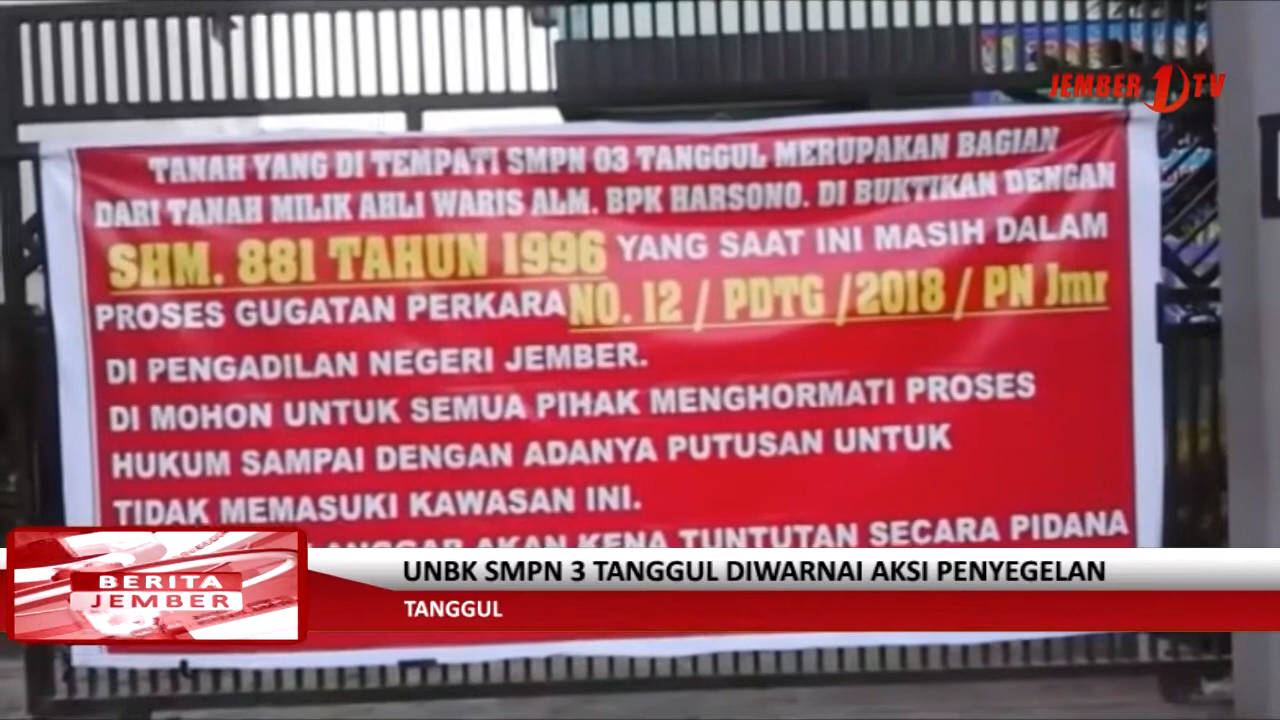 JEMBER 1 TV
TANAH YANG DI TEMPATI SMPN 03 TANGGUL MERUPAKAN BAGIAN
DARI TANAH MILIK AHLI WARIS ALM. BPK HARSONO. DI BUKTIKAN DENGAN
SHM. 881 TAHUN 1996 YANG SAAT INI MASIH DALAM
PROSES GUGATAN PERKARA NO. 12 / PDTG / 2018 / PN Jmr
DI PENGADILAN NEGERI JEMBER.
DI MOHON UNTUK SEMUA PIHAK MENGHORMATI PROSES
HUKUM SAMPAI DENGAN ADANYA PUTUSAN UNTUK
TIDAK MEMASUKI KAWASAN INI.
AKAN KENA TUNTUTAN SECARA PIDANA
UNBK SMPN 3 TANGGUL DIWARNAI AKSI PENYEGELAN
BERITA
JEMBER
TANGGUL